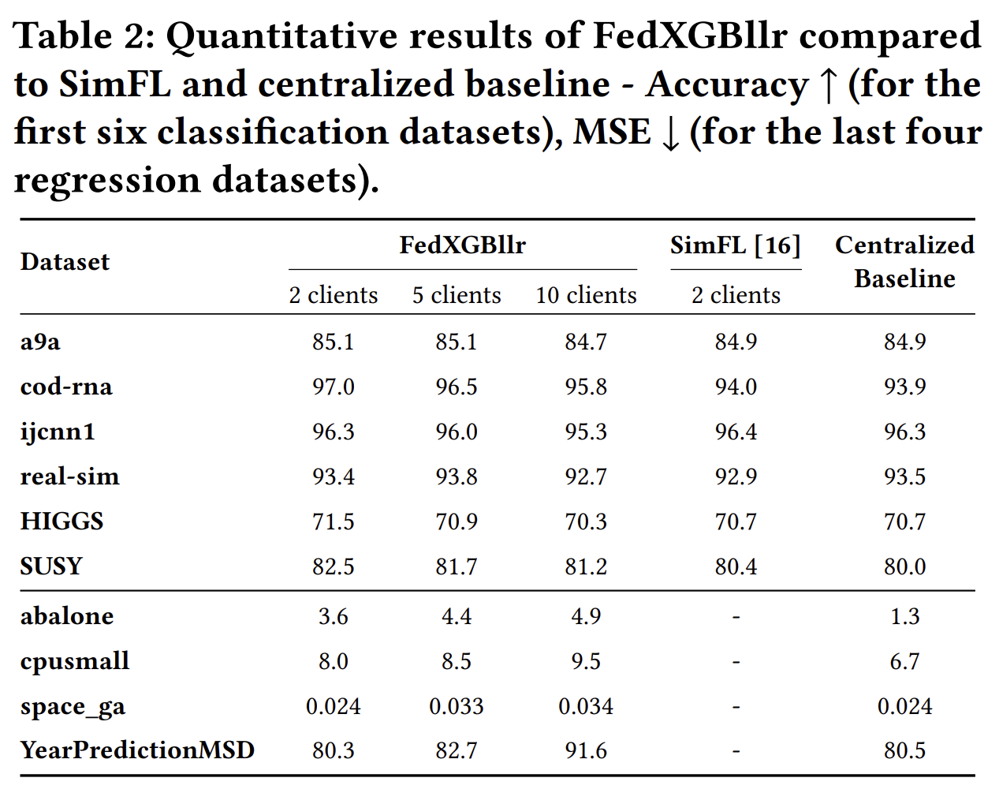 Table 2: Quantitative results of FedXGBllr compared
to SimFL and centralized baseline - Accuracy ↑ (for the
first six classification datasets), MSE ↓ (for the last four
regression datasets).
Dataset FedXGBllr SimFL [16] Centralized Baseline
2 clients 5 clients 10 clients 2 clients
a9a 85.1 85.1 84.7 84.9 84.9
cod-rna 97.0 96.5 95.8 94.0 93.9
ijcnn1 96.3 96.0 95.3 96.4 96.3
real-sim 93.4 93.8 92.7 92.9 93.5
HIGGS 71.5 70.9 70.3 70.7 70.7
SUSY 82.5 81.7 81.2 80.4 80.0
abalone 3.6 4.4 4.9 - 1.3
cpusmall 8.0 8.5 9.5 - 6.7
space_ga 0.024 0.033 0.034 - 0.024
YearPredictionMSD 80.3 82.7 91.6 - 80.5